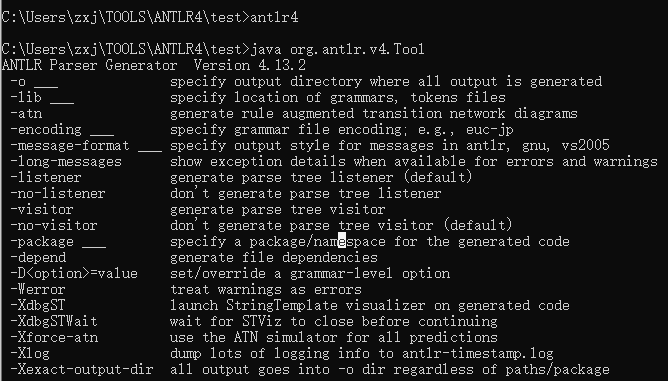 C:\Users\zxj\TOOLS\ANTLR4\test>antlr4
C:\Users\zxj\TOOLS\ANTLR4\test>java org.antlr.v4.Tool
ANTLR Parser Generator  Version 4.13.2
 -o ___              specify output directory where all output is generated
 -lib ___            specify location of grammars, tokens files
 -atn                generate rule augmented transition network diagrams
 -encoding ___       specify grammar file encoding; e.g., euc-jp
 -message-format ___ specify output style for messages in antlr, gnu, vs2005
 -long-messages      show exception details when available for errors and warnings
 -listener           generate parse tree listener (default)
 -no-listener        don't generate parse tree listener
 -visitor            generate parse tree visitor
 -no-visitor         don't generate parse tree visitor (default)
 -package ___        specify a package/namespace for the generated code
 -depend             generate file dependencies
 -D<option>=value    set/override a grammar-level option
 -Werror             treat warnings as errors
 -XdbgST             launch StringTemplate visualizer on generated code
 -XdbgSTWait         wait for STViz to close before continuing
 -Xforce-atn         use the ATN simulator for all predictions
 -Xlog               dump lots of logging info to antlr-timestamp.log
 -Xexact-output-dir  all output goes into -o dir regardless of paths/package